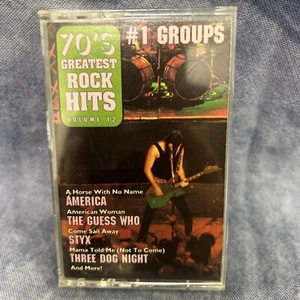 70'S #1 GROUPS
GREATEST
ROCK
HITS
VOLUME 12
A Horse With No Name
AMERICA
American Woman
THE GUESS WHO
Come Sail Away
STYX
Mama Told Me (Not To Come)
THREE DOG NIGHT
And More!